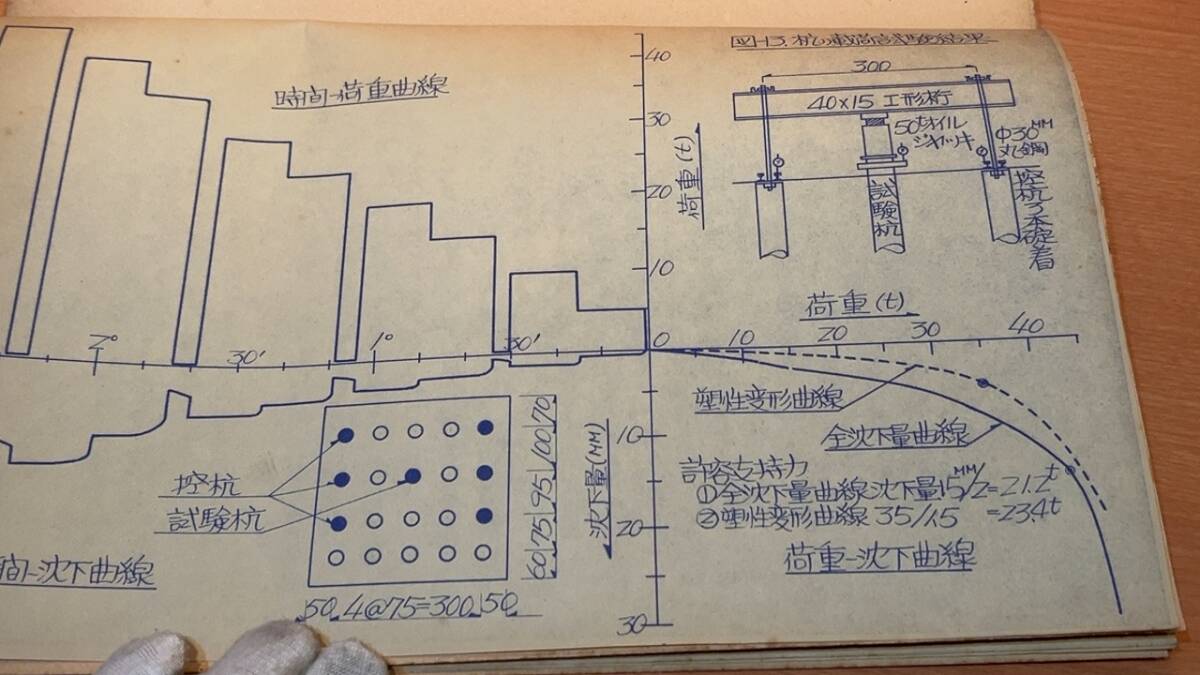 図-13. 杭の載荷試験結果
時間-荷重曲線
300
40×15 工形桁
50tオイル
ジャッキ
Φ30MM
丸鋼
試験杭
控杭3本碇着
荷重(t)
40
30
20
10
2°
30′
1°
30′
荷重(t)
0
10
20
30
40
塑性変形曲線
全沈下量曲線
許容支持力
①全沈下量曲線沈下量15MM/2=21.2t
②塑性変形曲線 35/1.5 =23.4t
荷重-沈下曲線
沈下量(MM)
10
20
30
控杭
試験杭
60 75 95 100 70
50 4@75=300 50
間-沈下曲線